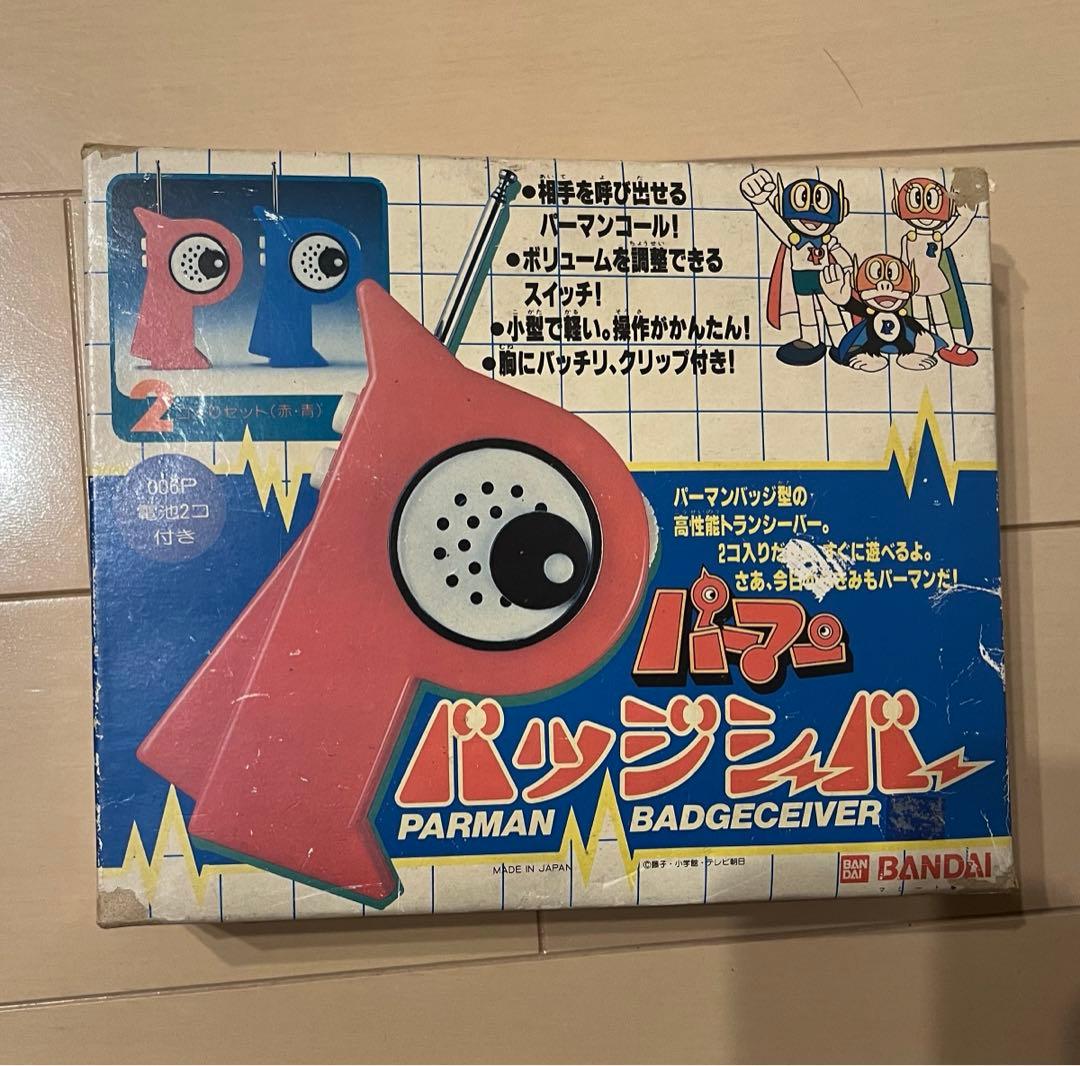 ●相手を呼び出せる
パーマンコール!
●ボリュームを調整できる
スイッチ!
●小型で軽い。操作がかんたん!
●胸にバッチリ、クリップ付き!
P
P
P
2コ セット(赤・青)
006P
電池2コ
付き
パーマンバッジ型の
高性能トランシーバー。
2コ入りだ すぐに遊べるよ。
さあ、今日 きみもパーマンだ!
パーマン
バッジシーバー
PARMAN BADGECEIVER
MADE IN JAPAN
©藤子・小学館・テレビ朝日
BAN
DAI
BANDAI